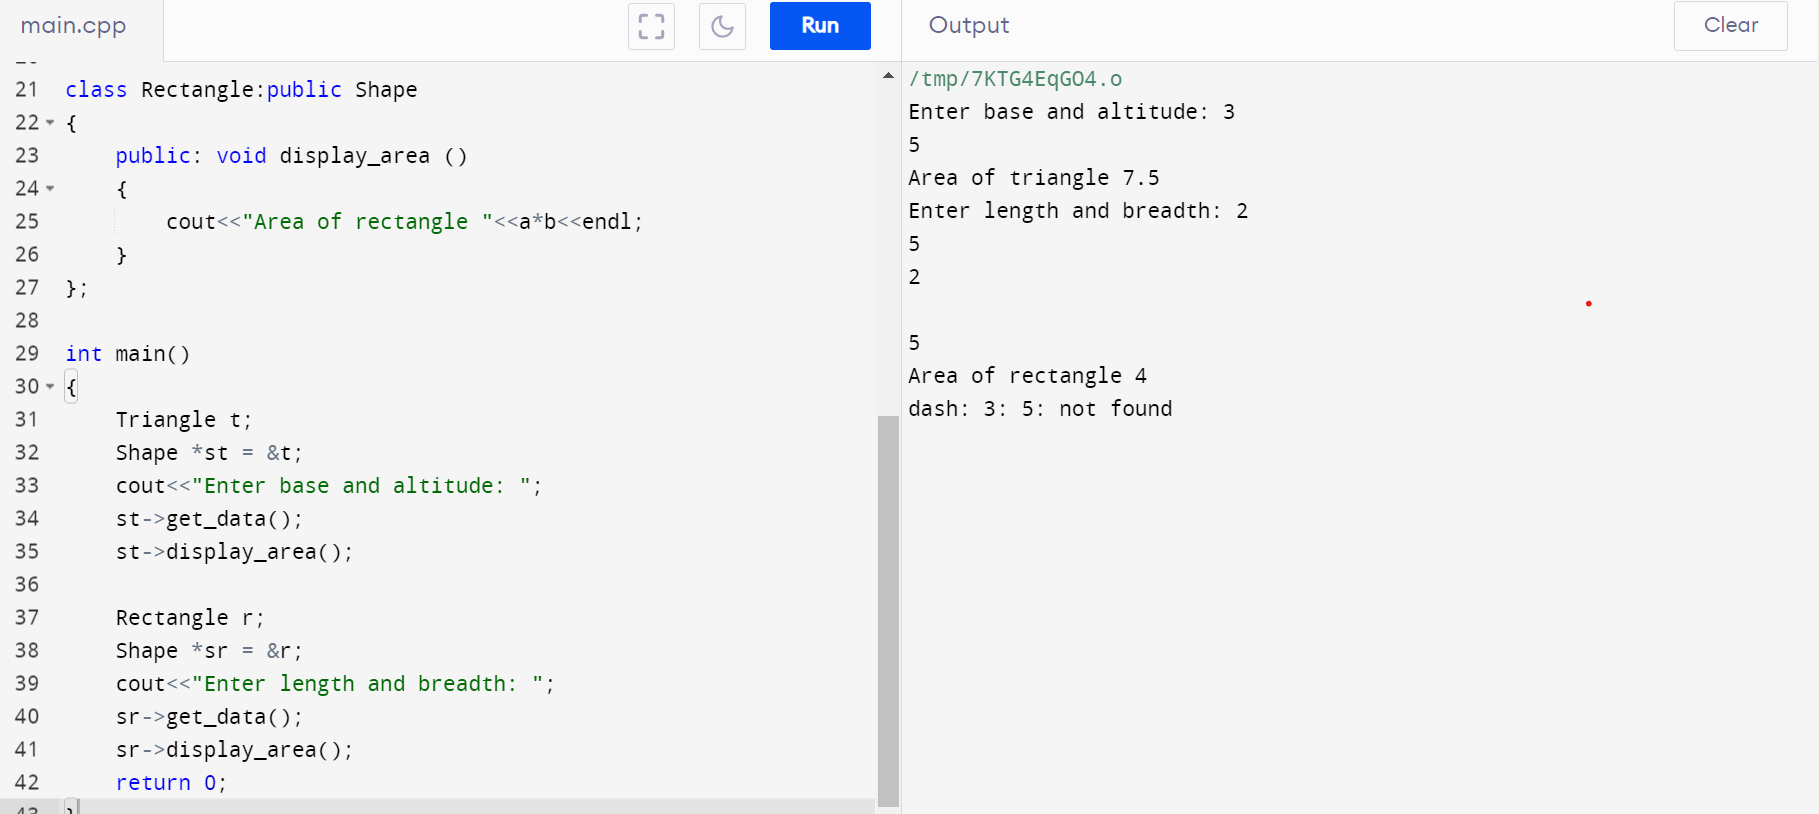 main.cpp
Run
Output
Clear
21 class Rectangle:public Shape
22 {
23     public: void display_area ()
24     {
25         cout<<"Area of rectangle "<<a*b<<endl;
26     }
27 };
28
29 int main()
30 {
31     Triangle t;
32     Shape *st = &t;
33     cout<<"Enter base and altitude: ";
34     st->get_data();
35     st->display_area();
36
37     Rectangle r;
38     Shape *sr = &r;
39     cout<<"Enter length and breadth: ";
40     sr->get_data();
41     sr->display_area();
42     return 0;
43 }
/tmp/7KTG4EqGO4.o
Enter base and altitude: 3
5
Area of triangle 7.5
Enter length and breadth: 2
5
2
5
Area of rectangle 4
dash: 3: 5: not found